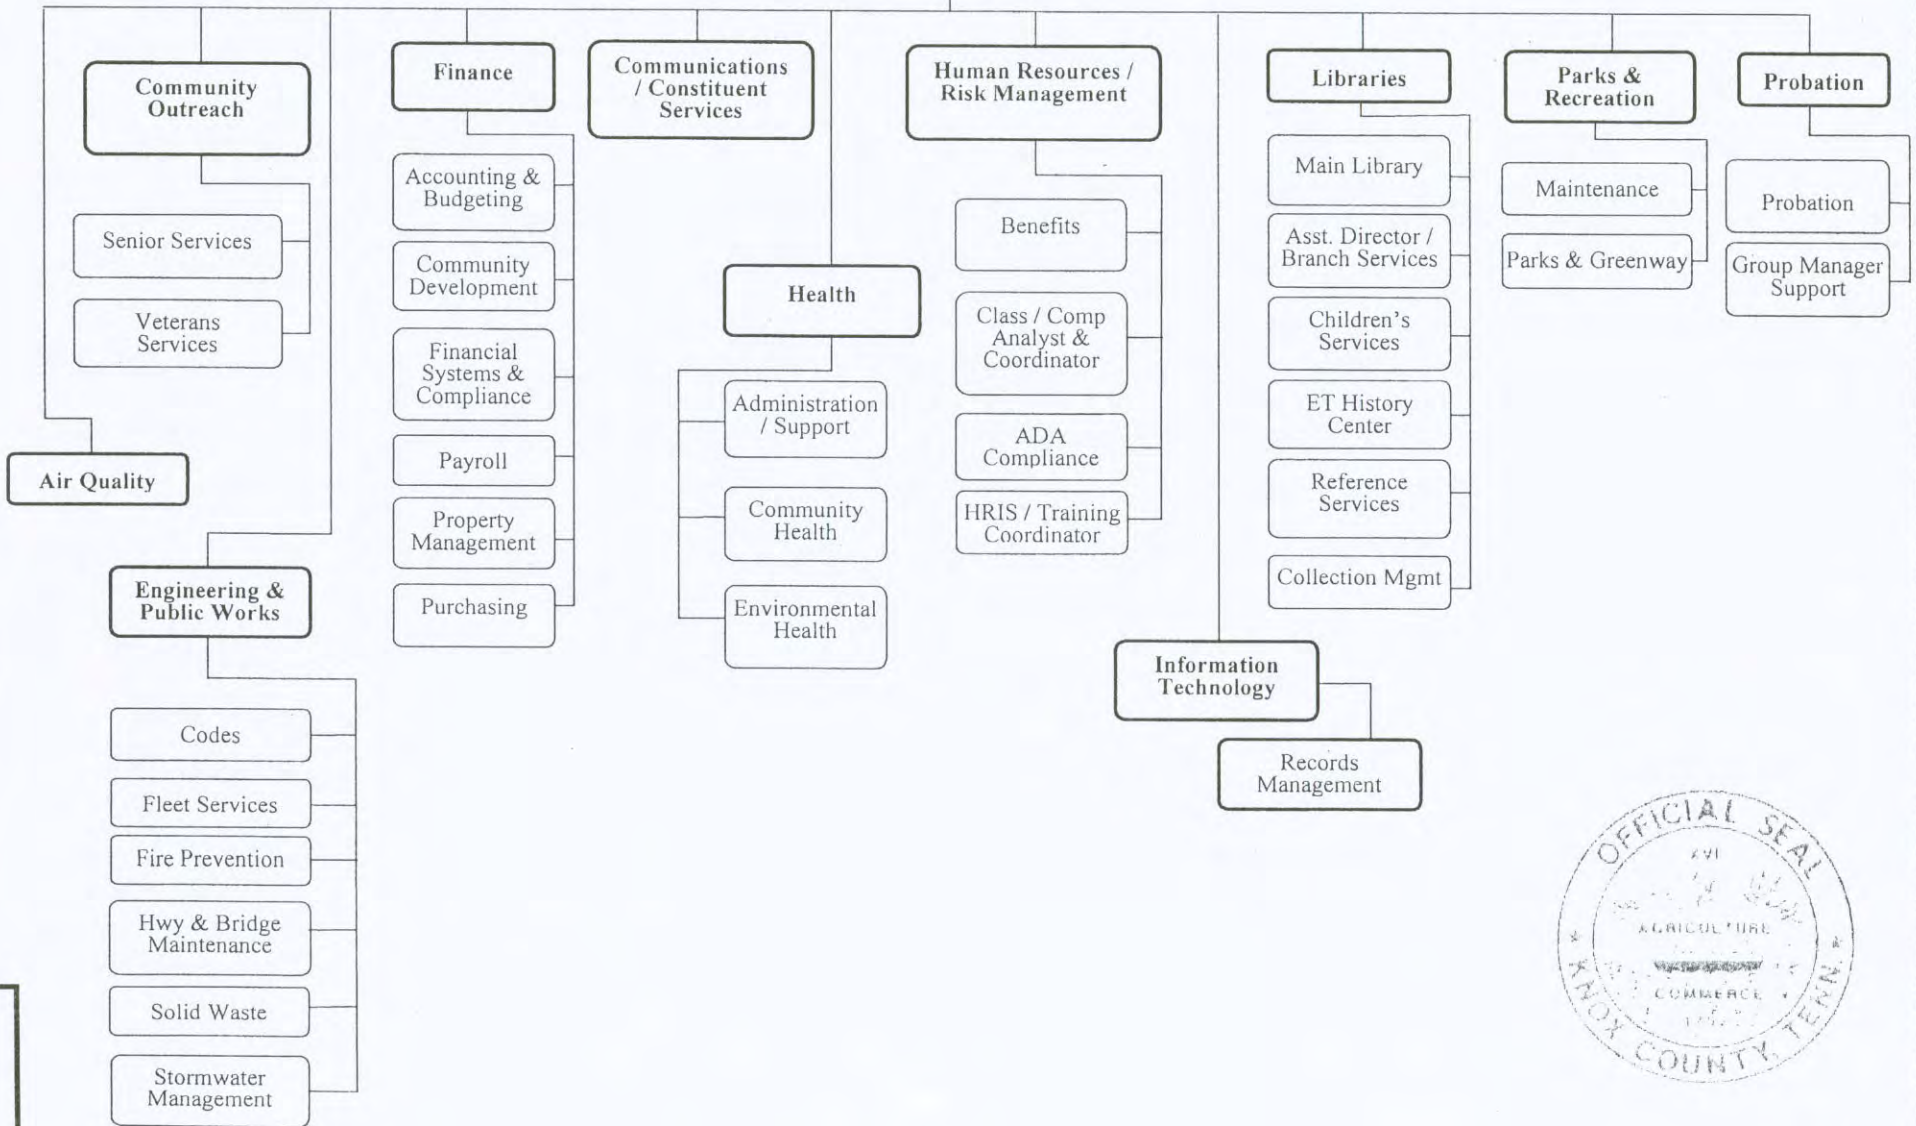 Community
Outreach
Senior Services
Veterans
Services
Air Quality
Engineering &
Public Works
Codes
Fleet Services
Fire Prevention
Hwy & Bridge
Maintenance
Solid Waste
Stormwater
Management
Finance
Accounting &
Budgeting
Community
Development
Financial
Systems &
Compliance
Payroll
Property
Management
Purchasing
Communications
/ Constituent
Services
Health
Administration
/ Support
Community
Health
Environmental
Health
Human Resources /
Risk Management
Benefits
Class / Comp
Analyst &
Coordinator
ADA
Compliance
HRIS / Training
Coordinator
Information
Technology
Records
Management
Libraries
Main Library
Asst. Director /
Branch Services
Children's
Services
ET History
Center
Reference
Services
Collection Mgmt
Parks &
Recreation
Maintenance
Parks & Greenway
Probation
Probation
Group Manager
Support
OFFICIAL SEAL
XVI
AGRICULTURE
COMMERCE
* KNOX COUNTY, TENN. *